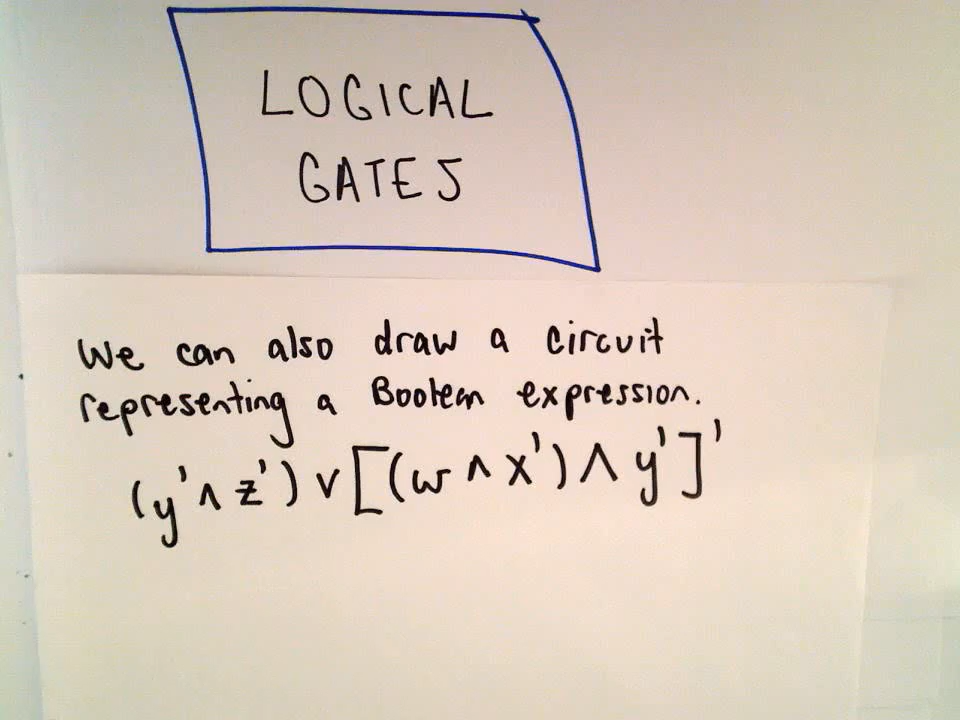 LOGICAL
GATES
We can also draw a circuit
representing a Boolean expression.
(y' ∧ z') ∨ [(w ∧ x') ∧ y']'